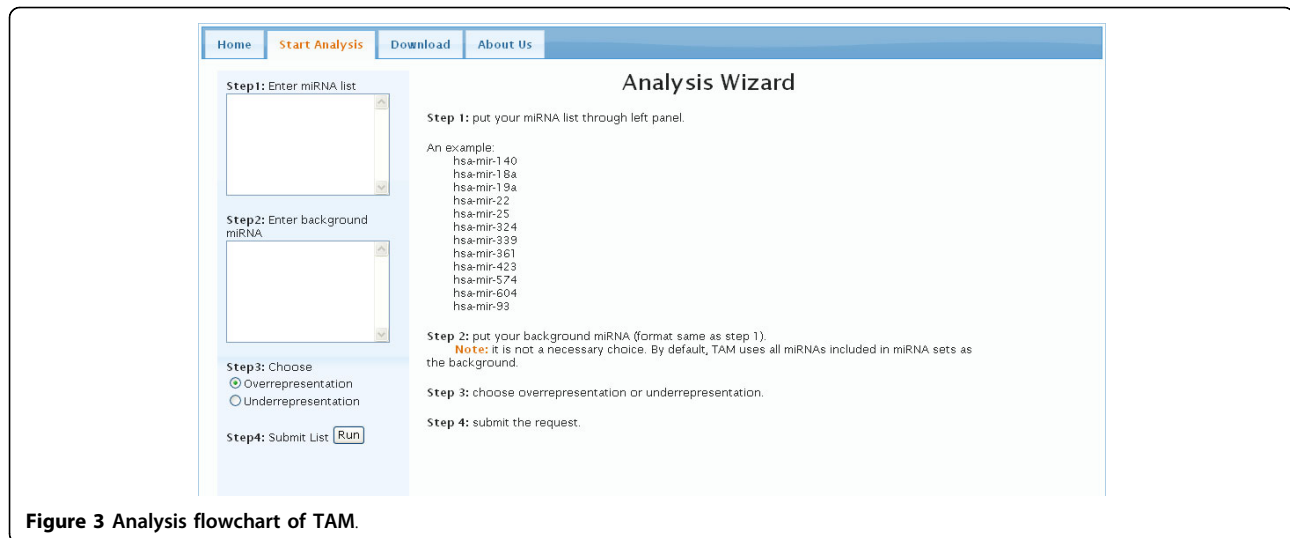 Home Start Analysis Download About Us
Step1: Enter miRNA list
Step2: Enter background
miRNA
Step3: Choose
Overrepresentation
Underrepresentation
Step4: Submit List Run
Analysis Wizard
Step 1: put your miRNA list through left panel.
An example:
hsa-mir-140
hsa-mir-18a
hsa-mir-19a
hsa-mir-22
hsa-mir-25
hsa-mir-324
hsa-mir-339
hsa-mir-361
hsa-mir-423
hsa-mir-574
hsa-mir-604
hsa-mir-93
Step 2: put your background miRNA (format same as step 1).
Note: it is not a necessary choice. By default, TAM uses all miRNAs included in miRNA sets as
the background.
Step 3: choose overrepresentation or underrepresentation.
Step 4: submit the request.
Figure 3 Analysis flowchart of TAM.